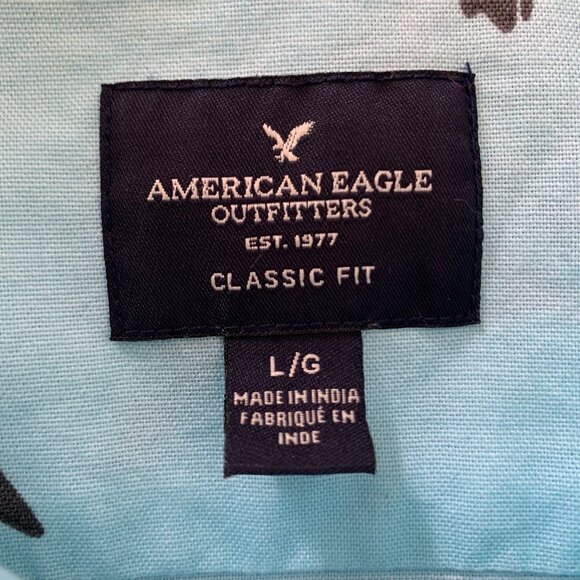 AMERICAN EAGLE
OUTFITTERS
EST. 1977
CLASSIC FIT
L/G
MADE IN INDIA
FABRIQUÉ EN
INDE